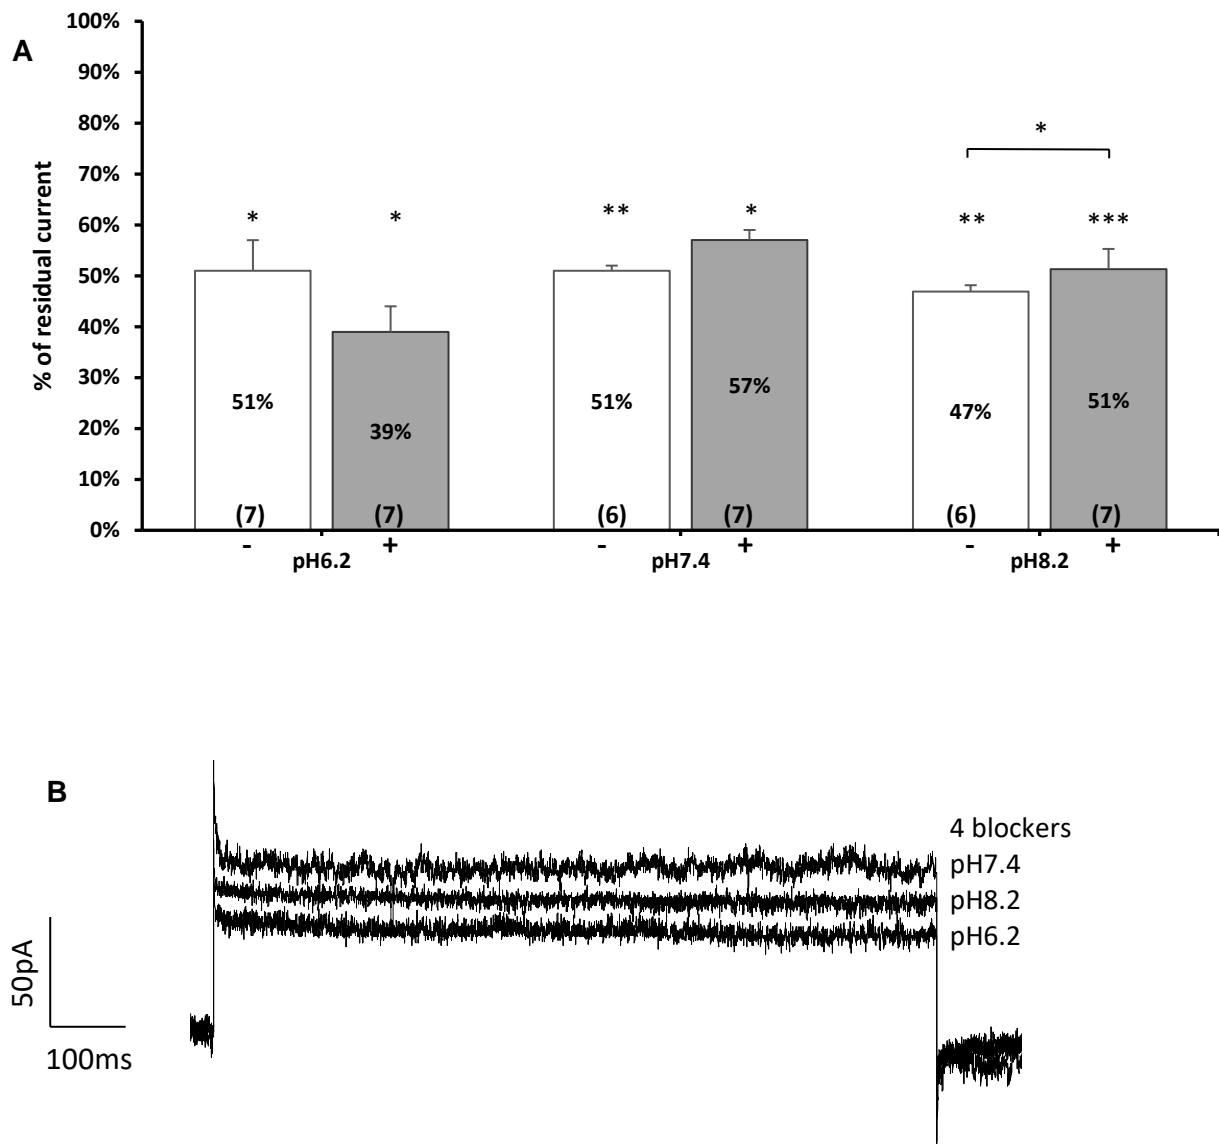 A
% of residual current
100%
90%
80%
70%
60%
50%
40%
30%
20%
10%
0%
*
* * ** * ** ***
51% 39% 51% 57% 47% 51%
(7) (7) (6) (7) (6) (7)
- + - + - +
pH6.2 pH7.4 pH8.2
B
4 blockers
pH7.4
pH8.2
pH6.2
50pA
100ms